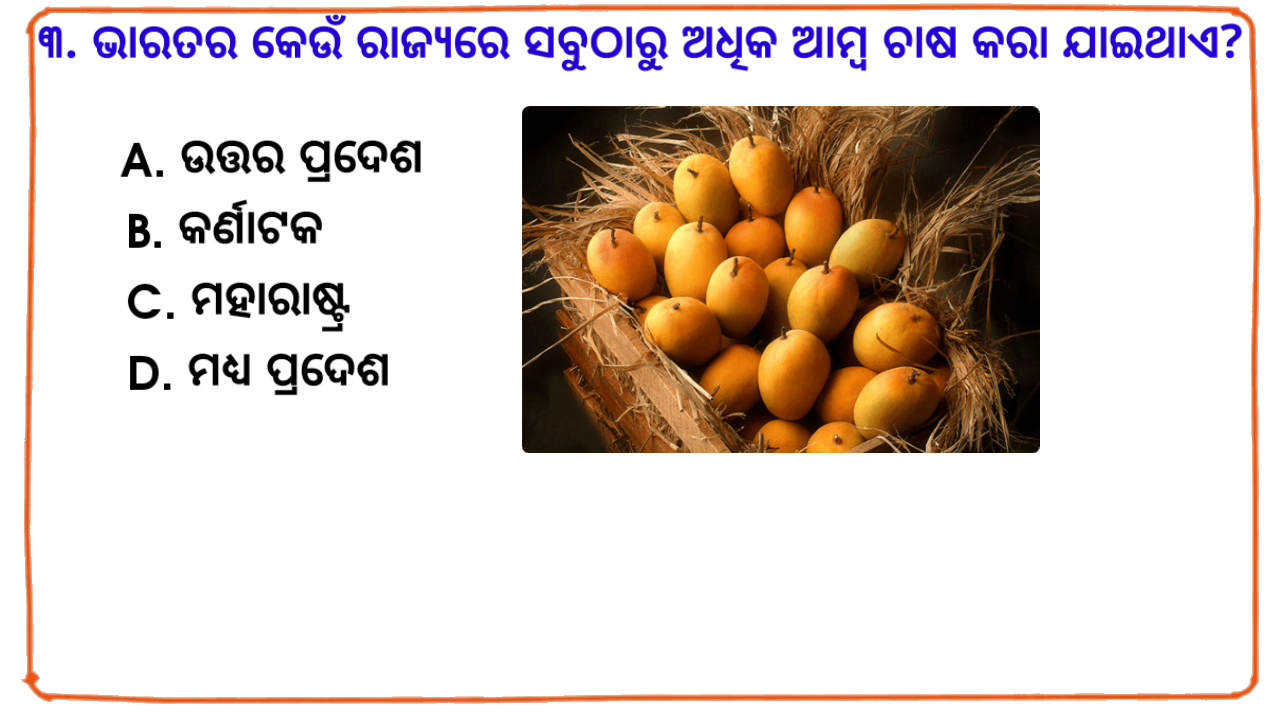 ୩. ଭାରତର କେଉଁ ରାଜ୍ୟରେ ସବୁଠାରୁ ଅଧିକ ଆମ୍ବ ଚାଷ କରା ଯାଇଥାଏ?
A. ଉତ୍ତର ପ୍ରଦେଶ
B. କର୍ଣାଟକ
C. ମହାରାଷ୍ଟ୍ର
D. ମଧ୍ୟ ପ୍ରଦେଶ